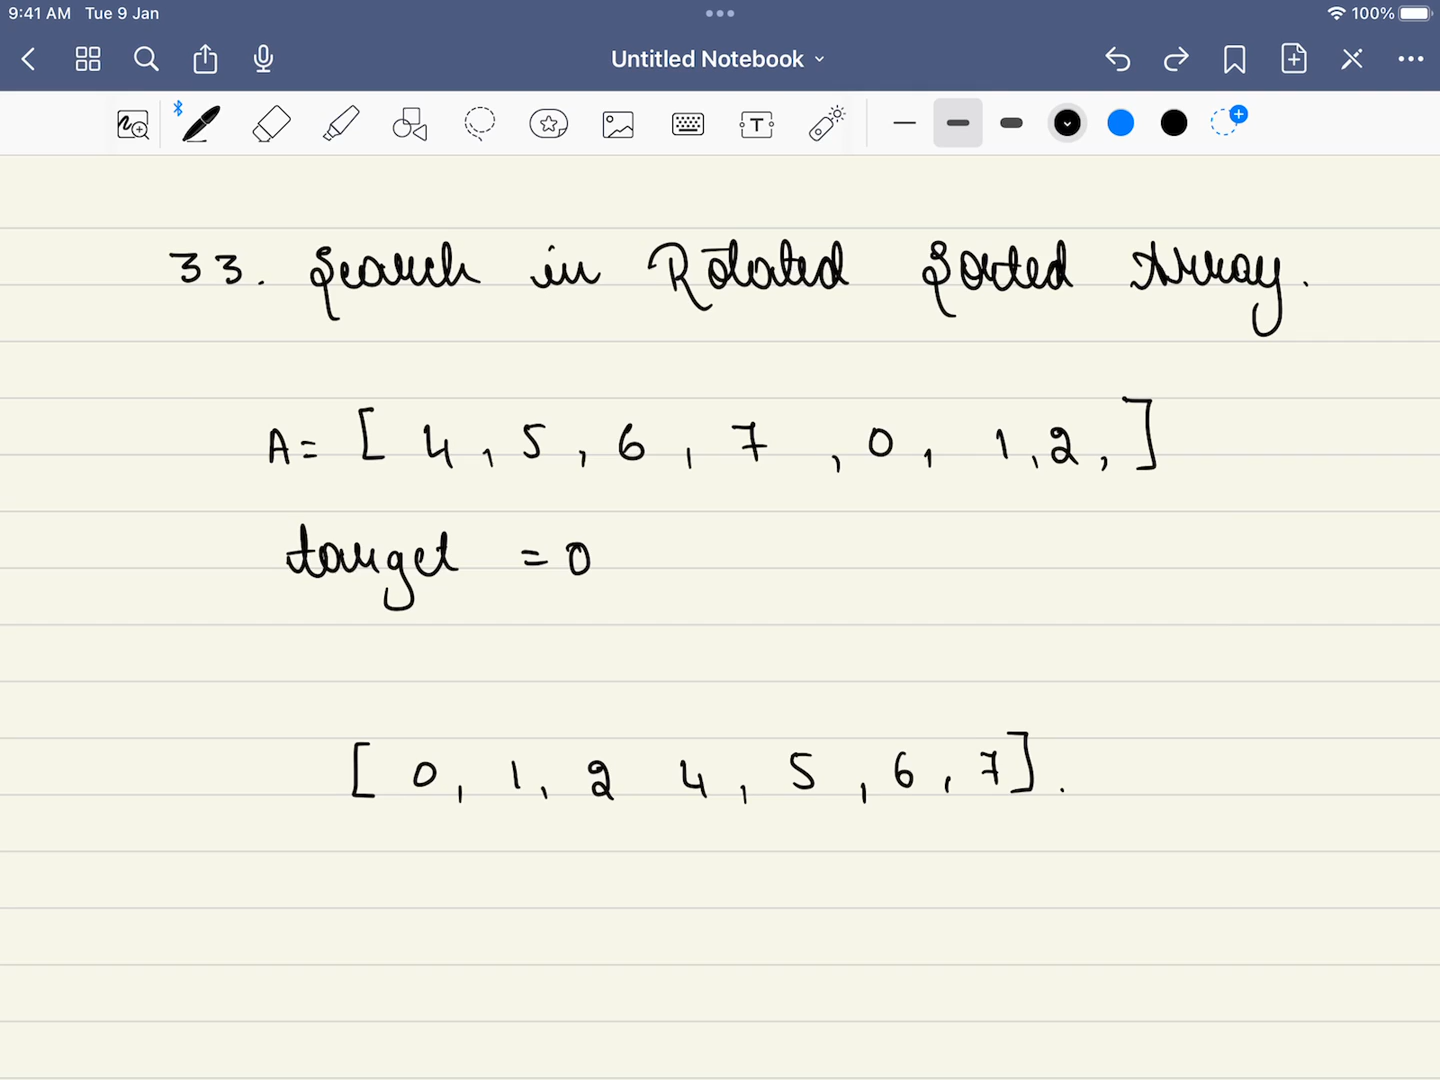 9:41 AM Tue 9 Jan 100%
Untitled Notebook
T
33. Search in Rotated Sorted Array.
A= [ 4, 5, 6, 7, 0, 1, 2, ]
target = 0
[ 0, 1, 2 4, 5, 6, 7].